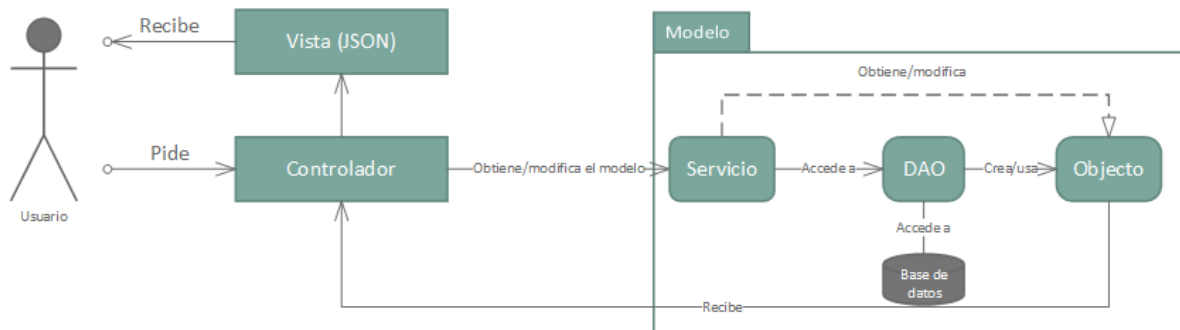 Recibe
Vista (JSON)
Modelo
Obtiene/modifica
Pide
Controlador
Obtiene/modifica el modelo
Servicio
Accede a
DAO
Crea/usa
Objecto
Usuario
Accede a
Base de
datos
Recibe